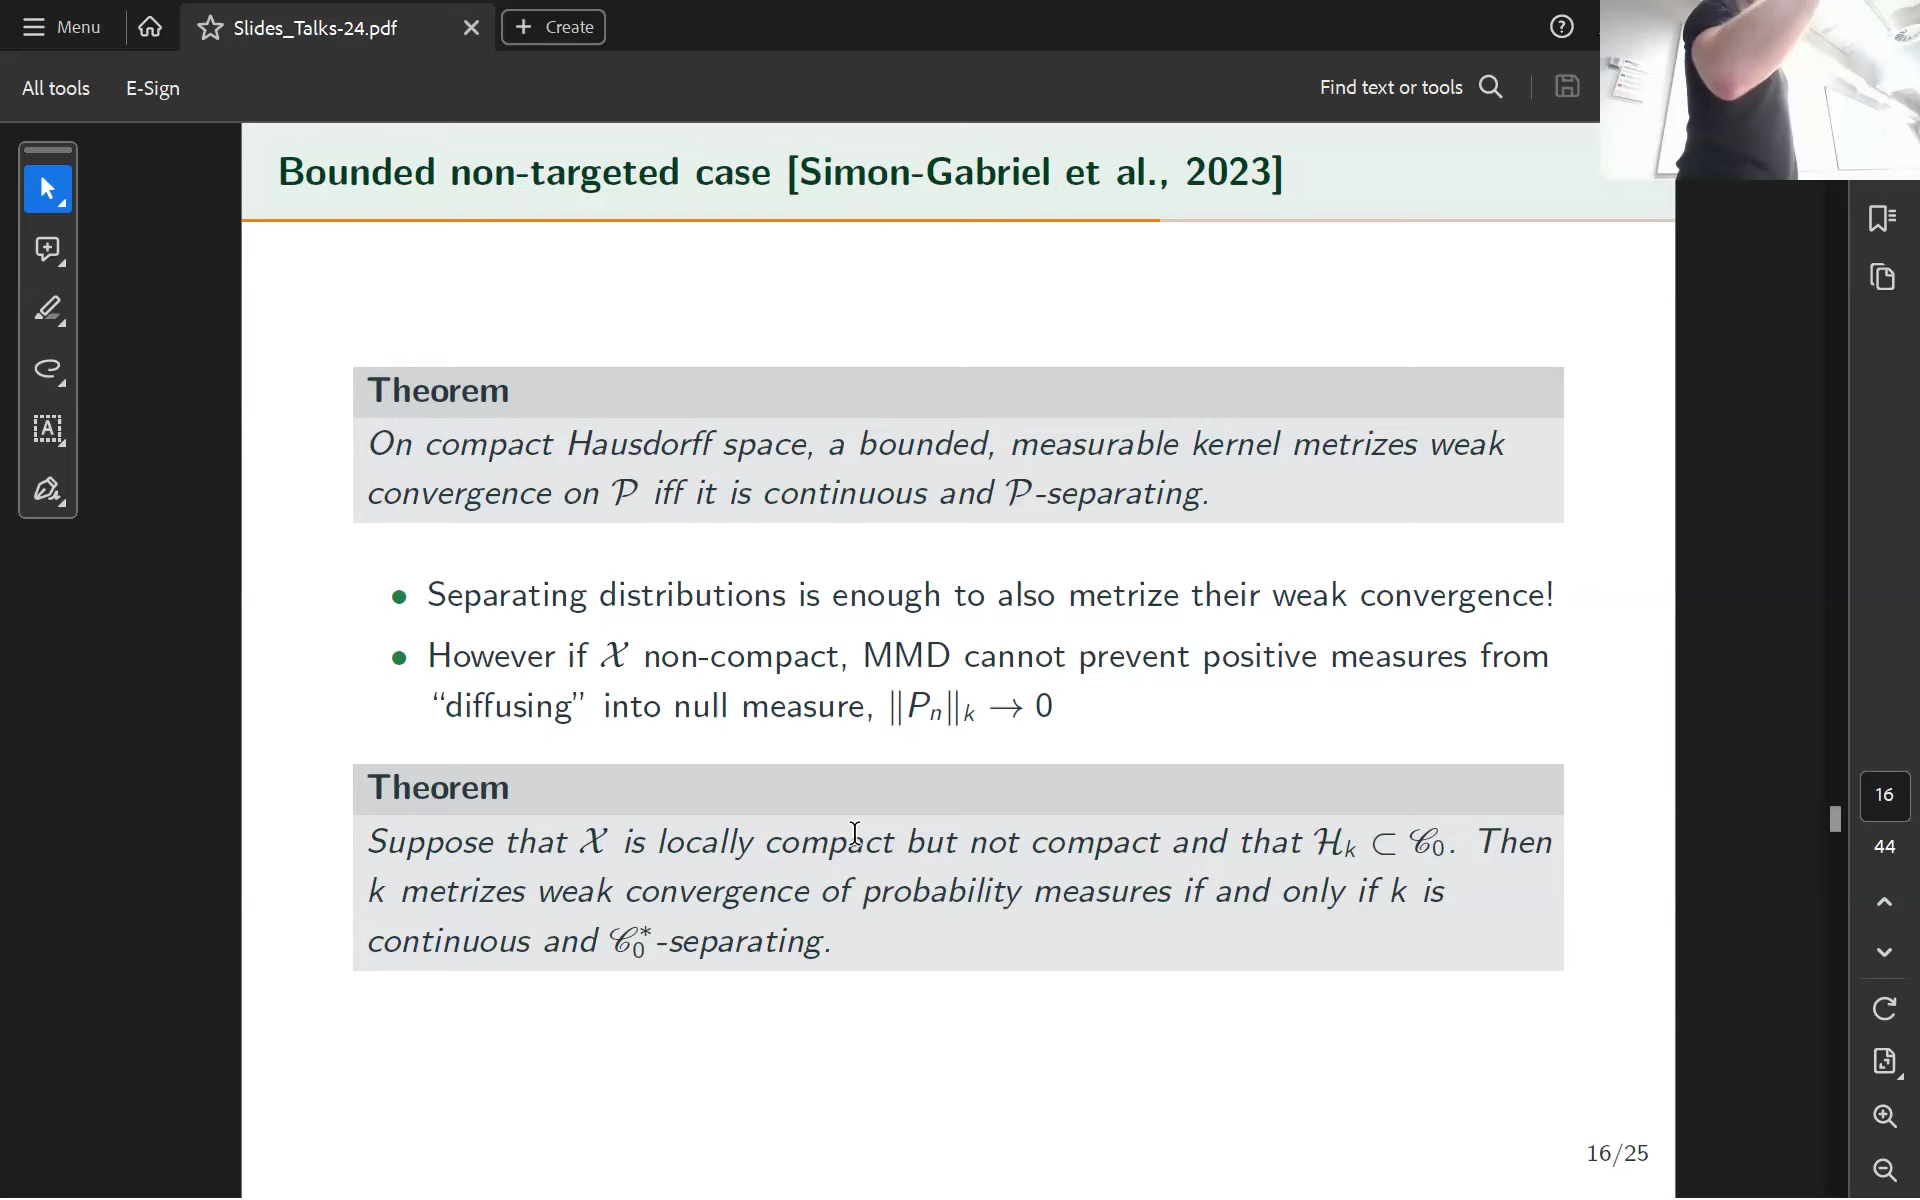 Menu
Slides_Talks-24.pdf
Create
All tools
E-Sign
Find text or tools
Bounded non-targeted case [Simon-Gabriel et al., 2023]
Theorem
On compact Hausdorff space, a bounded, measurable kernel metrizes weak
convergence on 𝒫 iff it is continuous and 𝒫-separating.
• Separating distributions is enough to also metrize their weak convergence!
• However if 𝒳 non-compact, MMD cannot prevent positive measures from
“diffusing” into null measure, ‖Pₙ‖ₖ → 0
Theorem
Suppose that 𝒳 is locally compact but not compact and that ℋₖ ⊂ 𝒞₀. Then
k metrizes weak convergence of probability measures if and only if k is
continuous and 𝒞₀*-separating.
16/25
16
44